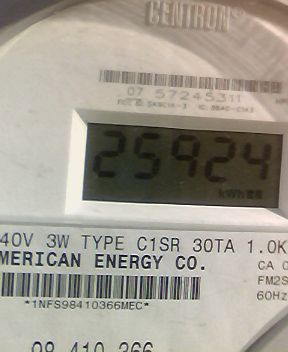 CENTRON®
07 57245311
25924
kWh
40V 3W TYPE C1SR 30TA 1.0K
MERICAN ENERGY CO.
CA 0
FM2S
60Hz
*1NFS98410366MEC*
98 410 366